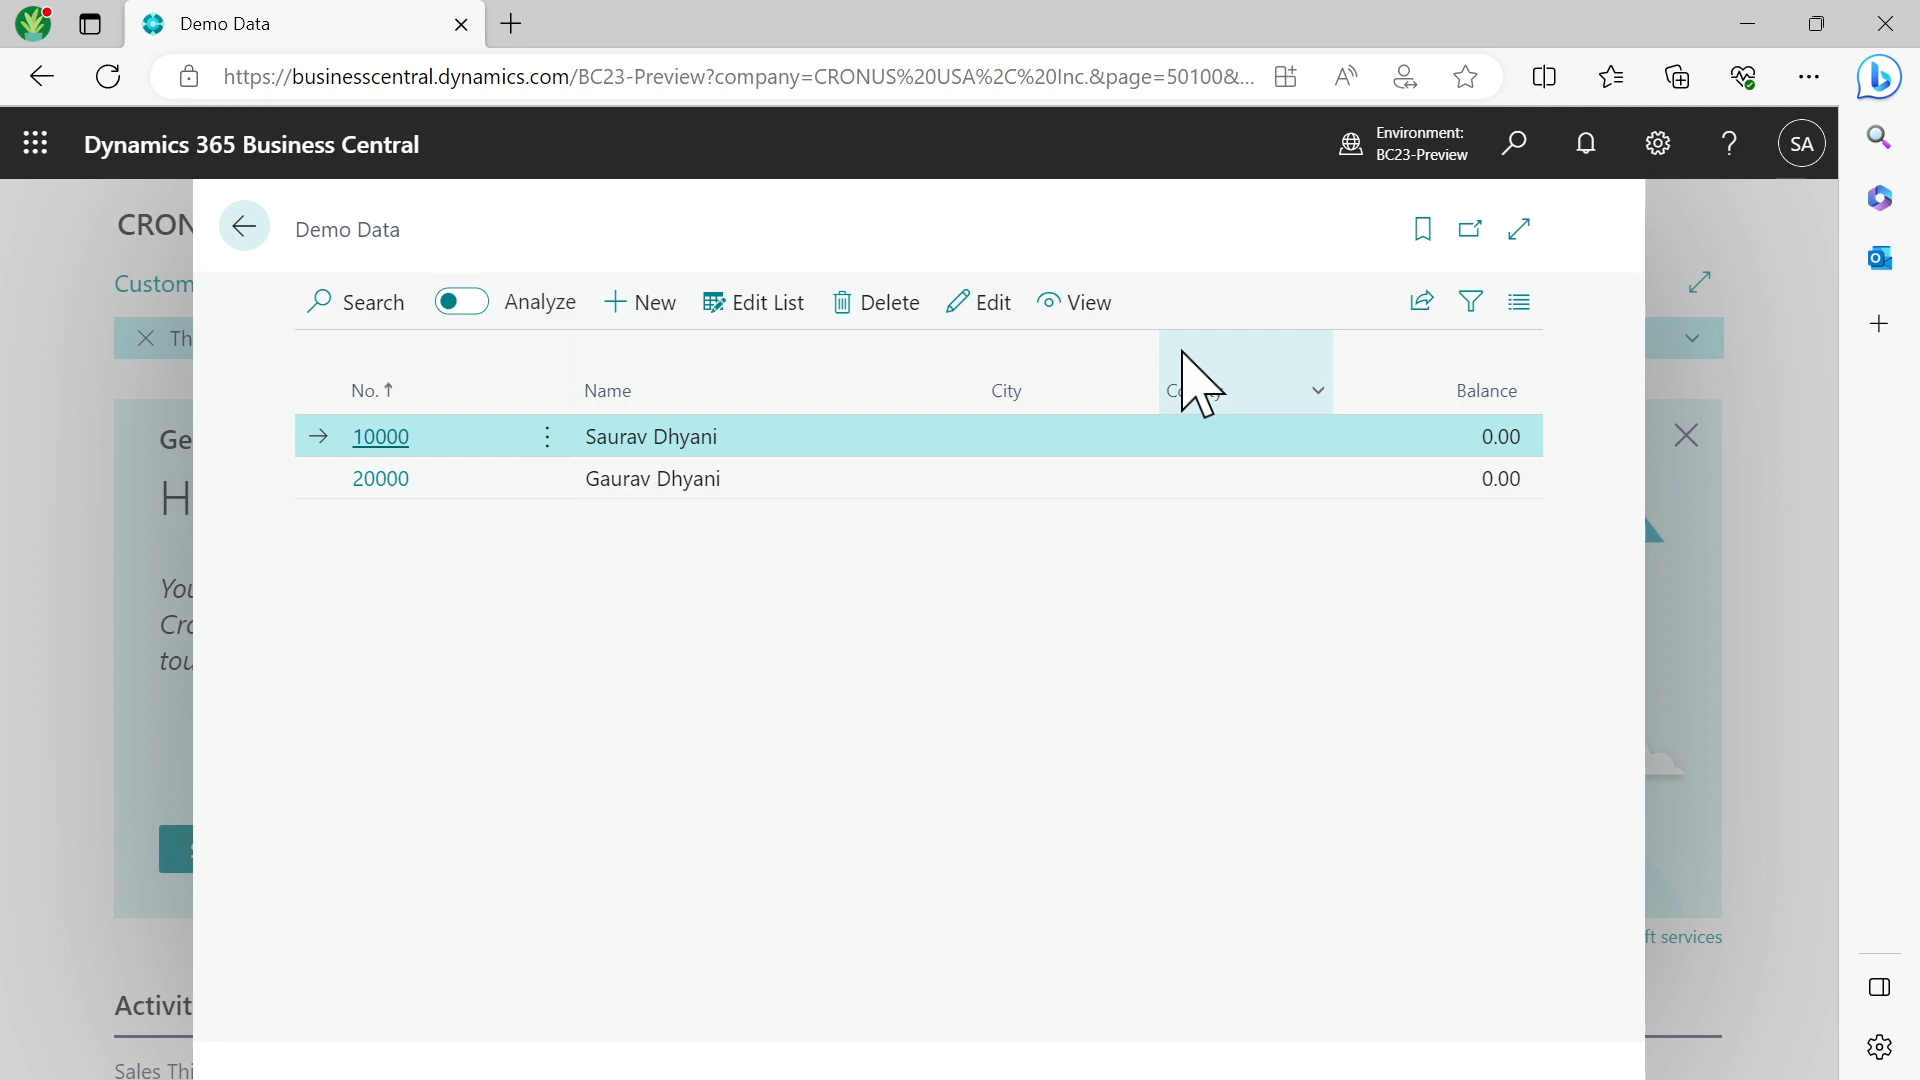 Demo Data
https://businesscentral.dynamics.com/BC23-Preview?company=CRONUS%20USA%2C%20Inc.&page=50100&...
Dynamics 365 Business Central
Environment:
BC23-Preview
SA
CRON
Demo Data
Custom
Search Analyze New Edit List Delete Edit View
Th
No. ↑ Name City Balance
10000 Saurav Dhyani 0.00
20000 Gaurav Dhyani 0.00
Ge
H
You
Cro
tou
ft services
Activit
Sales Thi